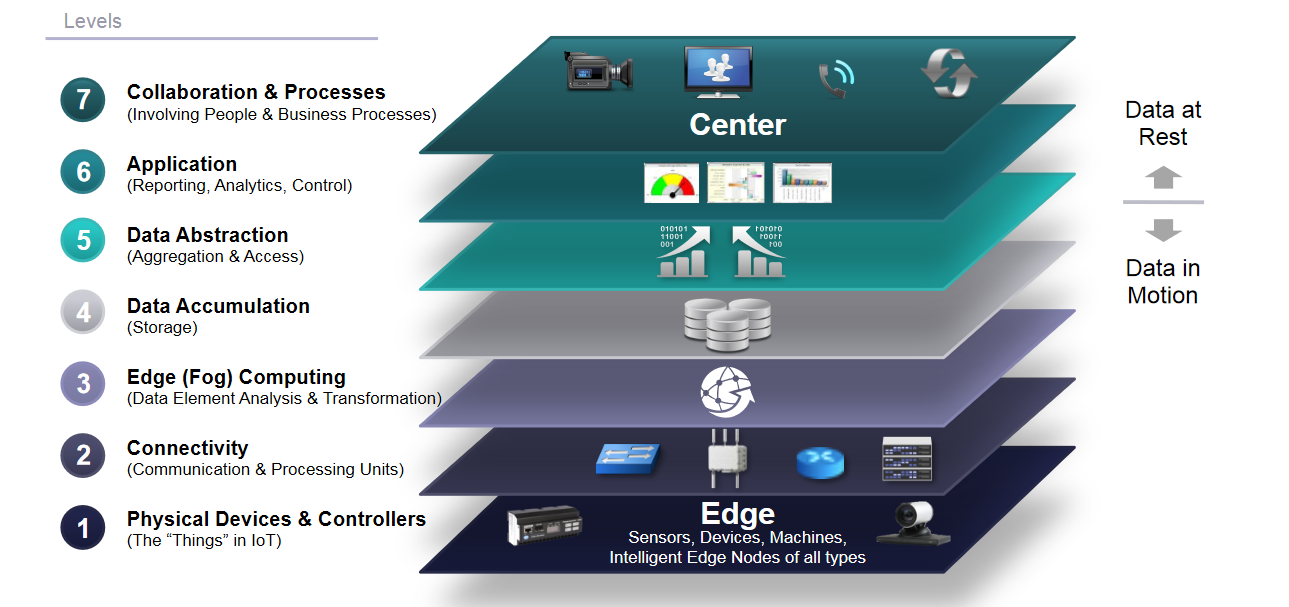 Levels
7
Collaboration & Processes
(Involving People & Business Processes)
6
Application
(Reporting, Analytics, Control)
5
Data Abstraction
(Aggregation & Access)
4
Data Accumulation
(Storage)
3
Edge (Fog) Computing
(Data Element Analysis & Transformation)
2
Connectivity
(Communication & Processing Units)
1
Physical Devices & Controllers
(The “Things” in IoT)
Center
010101
11001
001
Edge
Sensors, Devices, Machines,
Intelligent Edge Nodes of all types
Data at
Rest
Data in
Motion